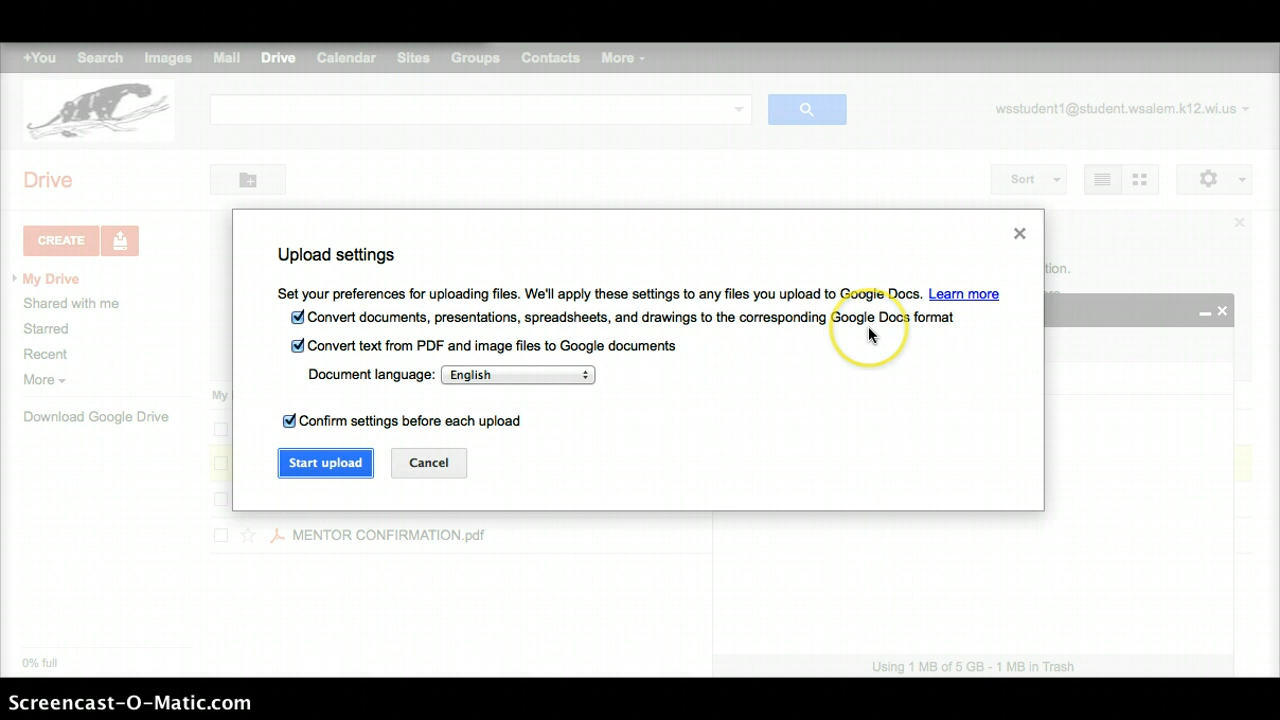 +You Search Images Mail Drive Calendar Sites Groups Contacts More
wsstudent1@student.wsalem.k12.wi.us
Drive
Sort
CREATE
My Drive
Shared with me
Starred
Recent
More
Download Google Drive
My
tion.
Upload settings
Set your preferences for uploading files. We'll apply these settings to any files you upload to Google Docs. Learn more
Convert documents, presentations, spreadsheets, and drawings to the corresponding Google Docs format
Convert text from PDF and image files to Google documents
Document language: English
Confirm settings before each upload
Start upload Cancel
MENTOR CONFIRMATION.pdf
0% full
Using 1 MB of 5 GB - 1 MB in Trash
Screencast-O-Matic.com